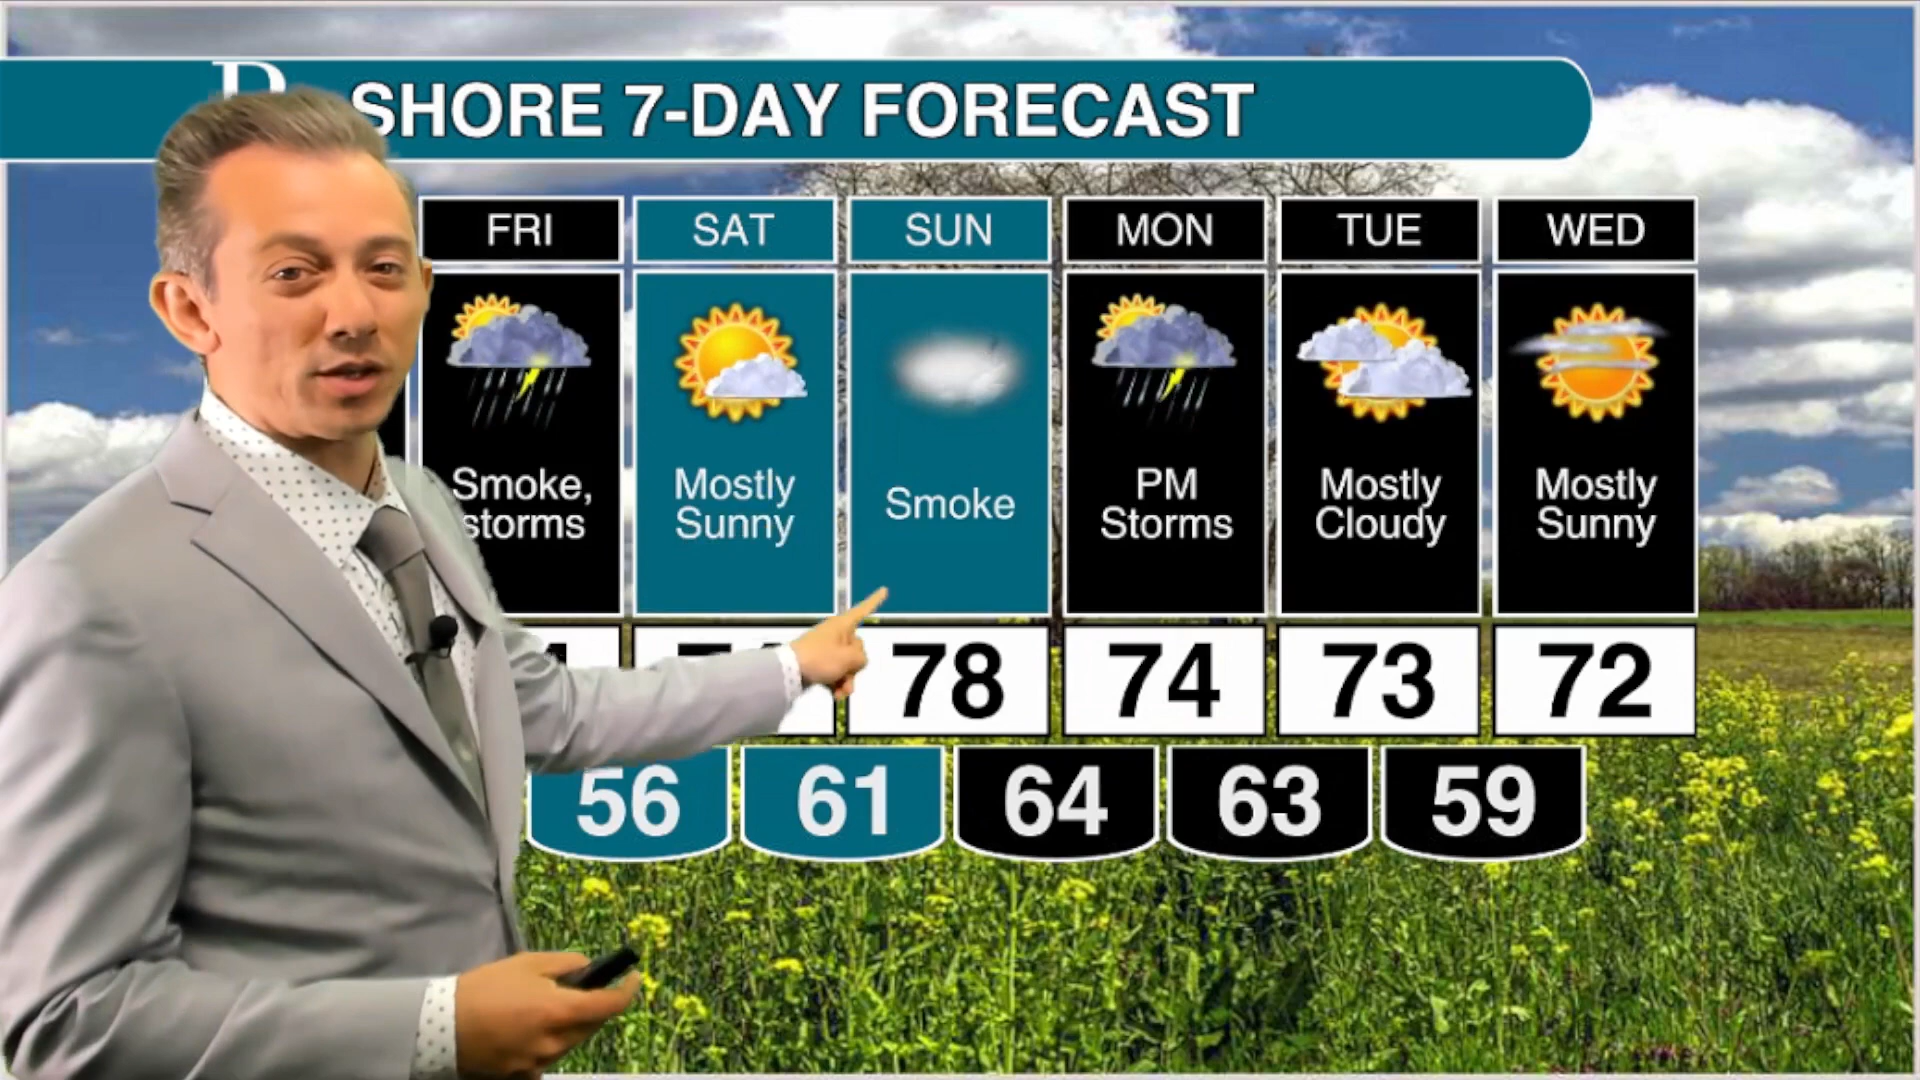 SHORE 7-DAY FORECAST
FRI SAT SUN MON TUE WED
Smoke, storms
Mostly Sunny
Smoke
PM Storms
Mostly Cloudy
Mostly Sunny
78 74 73 72
56 61 64 63 59